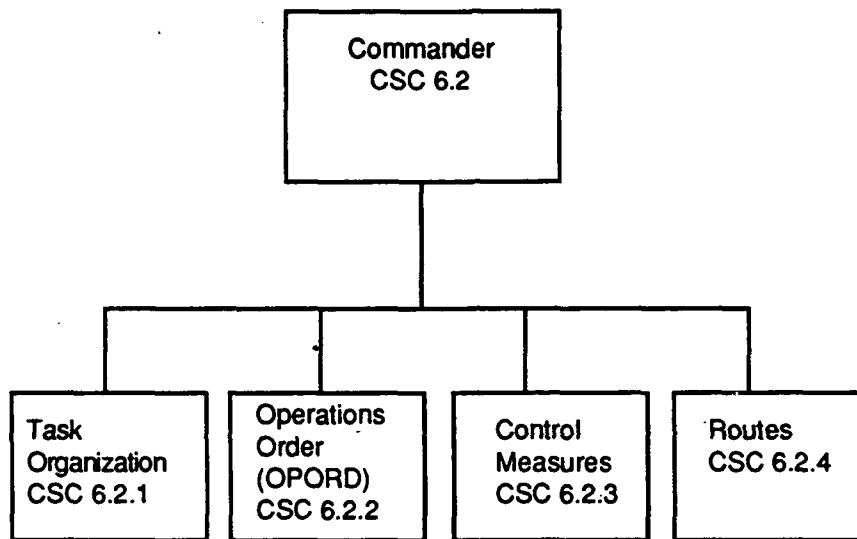 Commander
CSC 6.2
Task
Organization
CSC 6.2.1
Operations
Order
(OPORD)
CSC 6.2.2
Control
Measures
CSC 6.2.3
Routes
CSC 6.2.4